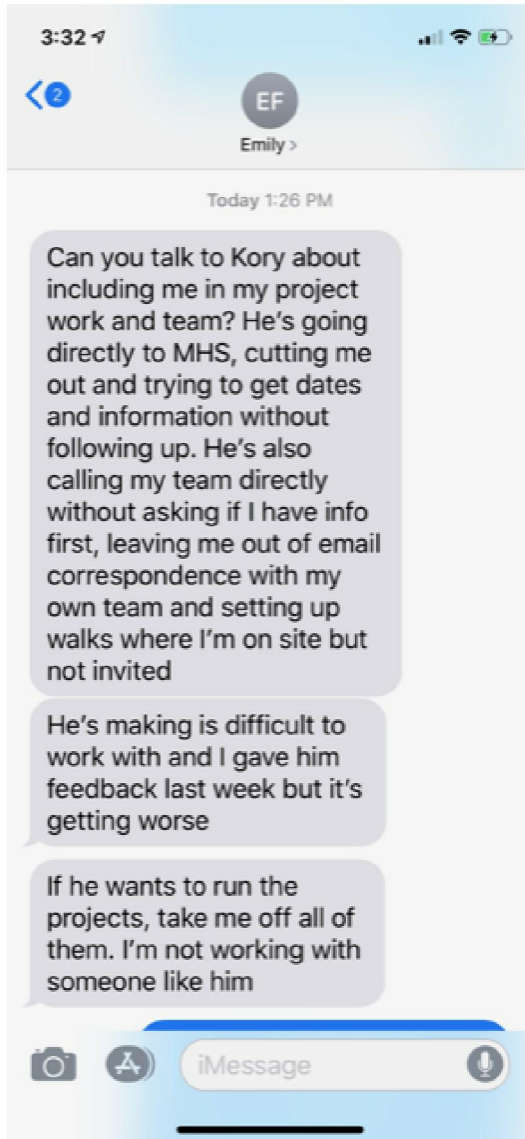 3:32
2
EF
Emily >
Today 1:26 PM
Can you talk to Kory about
including me in my project
work and team? He's going
directly to MHS, cutting me
out and trying to get dates
and information without
following up. He's also
calling my team directly
without asking if I have info
first, leaving me out of email
correspondence with my
own team and setting up
walks where I'm on site but
not invited
He's making is difficult to
work with and I gave him
feedback last week but it's
getting worse
If he wants to run the
projects, take me off all of
them. I'm not working with
someone like him
iMessage